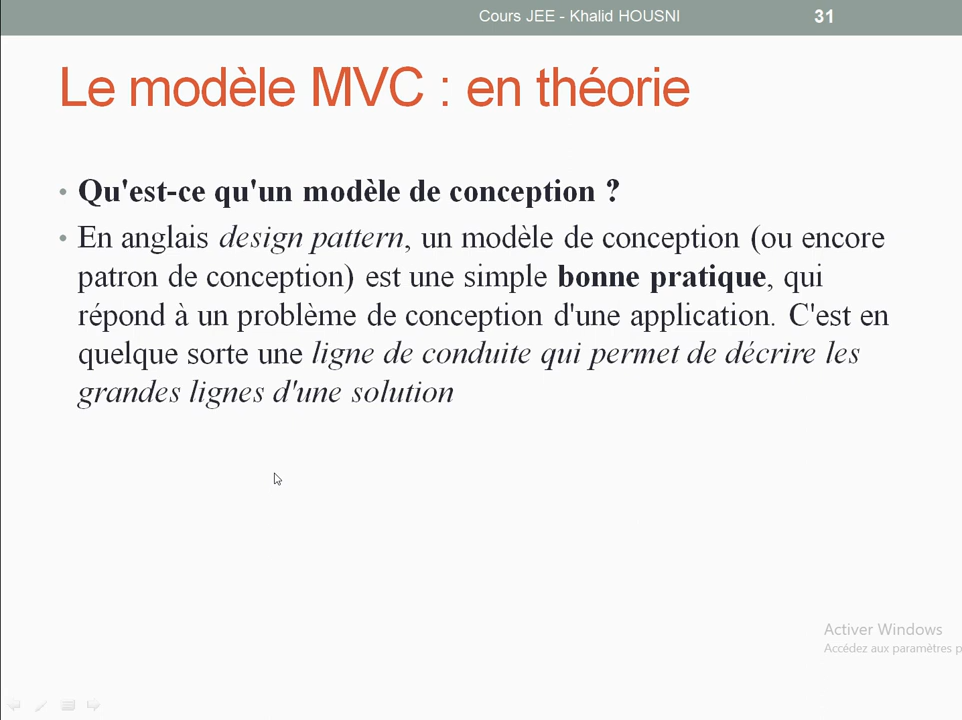 Cours JEE - Khalid HOUSNI 31
Le modèle MVC : en théorie
• Qu'est-ce qu'un modèle de conception ?
• En anglais design pattern, un modèle de conception (ou encore
patron de conception) est une simple bonne pratique, qui
répond à un problème de conception d'une application. C'est en
quelque sorte une ligne de conduite qui permet de décrire les
grandes lignes d'une solution
Activer Windows
Accédez aux paramètres p